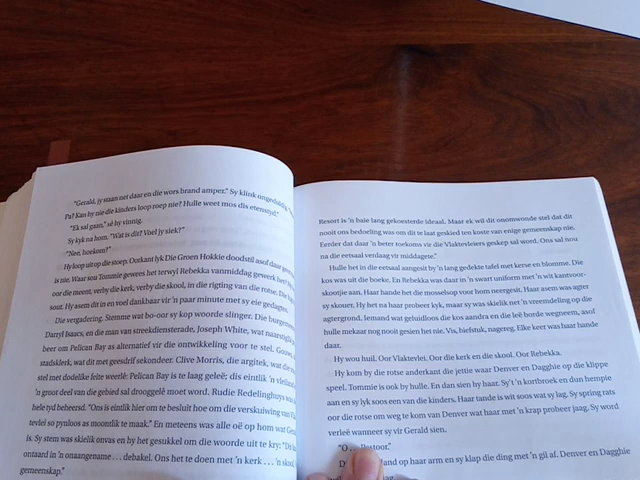 "Gerald, jy staan net daar en die wors brand amper." Sy klink ongeduldig.
Pa? Kan hy nie die kinders loop roep nie? Hulle weet mos dis etenstyd."
"Ek sal gaan," sê hy vinnig.
Sy kyk na hom. "Wat is dit? Voel jy siek?"
"Nee, hoekom?"
Hy loop uit op die stoep. Oorkant lyk Die Groen Hokkie doodstil asof daar
is nie. Waar sou Tommie gewees het terwyl Rebekka vanmiddag gewerk het?
oor die meent, verby die kerk, verby die skool, in die rigting van die rotse. Die
sout. Hy asem dit in en voel dankbaar vir 'n paar minute met sy eie gedagtes.
Die vergadering. Stemme wat bo-oor sy kop woorde slinger. Die burgemeester,
Darryl Isaacs, en die man van streekdiensterade, Joseph White, wat
beer om Pelican Bay as alternatief vir die ontwikkeling voor te stel.
stadsklerk, wat dit met geesdrif sekondeer. Clive Morris, die argitek, wat die
stel met dodelike feite weerlê: Pelican Bay is te laag geleë; dis eintlik 'n
'n groot deel van die gebied sal drooggelê moet word. Rudie Redelinghuys
hele tyd beheersd. "Ons is eintlik hier om te besluit hoe om die verskuiwing van
so pynloos as moontlik te maak." En meteens was alle oë op hom
is. Sy stem was skielik onvas en hy het gesukkel om die woorde uit te kry:
ontaard in 'n onaangename . . . debakel. Ons het te doen met 'n kerk . . . 'n
gemeenskap."
Resort is 'n baie lang gekoesterde ideaal. Maar ek wil dit onomwonde stel dat dit
nooit ons bedoeling was om dit te laat geskied ten koste van enige gemeenskap nie.
Eerder dat daar 'n beter toekoms vir die Vlaktevleiers geskep sal word. Ons sal nou
na die eetsaal verdaag vir middagete."
Hulle het in die eetsaal aangesit by 'n lang gedekte tafel met kerse en blomme. Die
kos was uit die boeke. En Rebekka was daar in 'n swart uniform met 'n wit kantvoor-
skootjie aan. Haar hande het die mosselsop voor hom neergesit. Haar asem was agter
sy skouer. Hy het na haar probeer kyk, maar sy was skielik net 'n vreemdeling op die
agtergrond. Iemand wat geluidloos die kos aandra en die leë borde wegneem, asof
hulle mekaar nog nooit gesien het nie. Vis, biefstuk, nagereg. Elke keer was haar hande
daar.
Hy wou huil. Oor Vlaktevlei. Oor die kerk en die skool. Oor Rebekka.
Hy kom by die rotse anderkant die jettie waar Denver en Dagghie op die klippe
speel. Tommie is ook by hulle. En dan sien hy haar. Sy't 'n kortbroek en dun hempie
aan en sy lyk soos een van die kinders. Haar tande is wit soos wat sy lag. Sy spring rats
oor die rotse om weg te kom van Denver wat haar met 'n krap probeer jaag. Sy word
verleë wanneer sy vir Gerald sien.
"O . . . Pastoor."
land op haar arm en sy klap die ding met 'n gil af. Denver en Dagghie